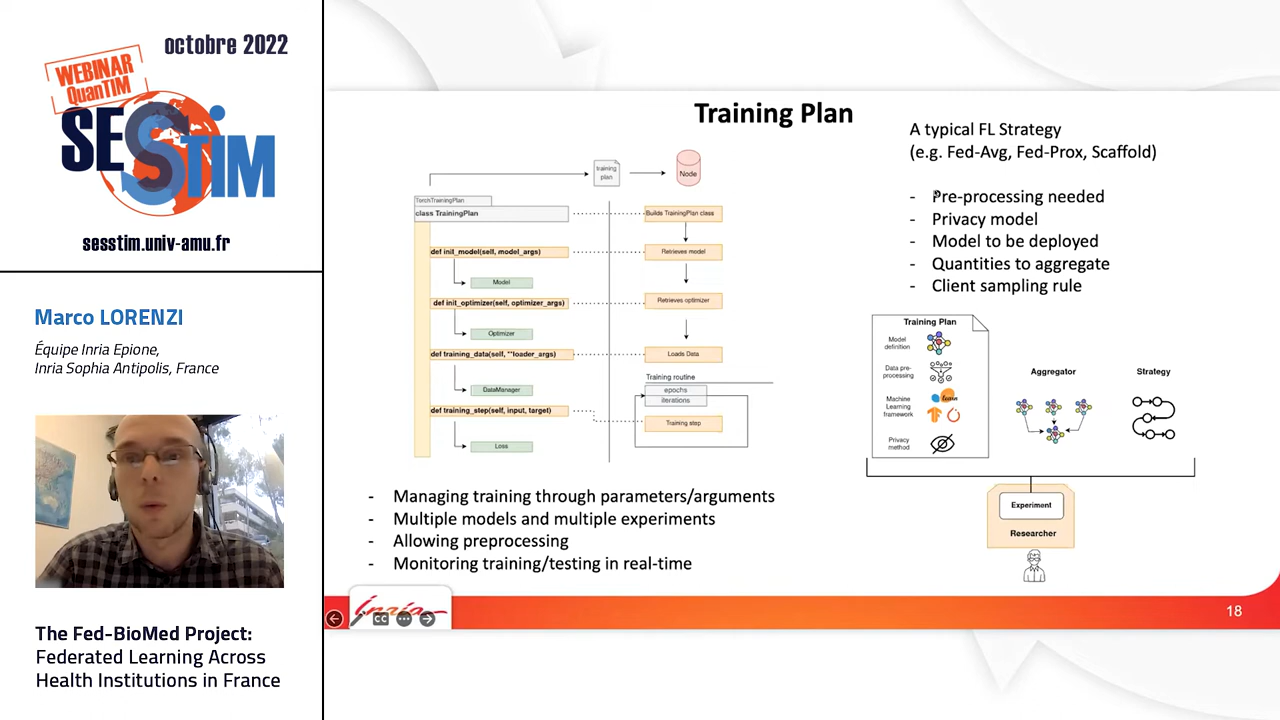 octobre 2022
WEBINAR
QuanTIM
SESSTIM
sesstim.univ-amu.fr
Marco LORENZI
Équipe Inria Epione,
Inria Sophia Antipolis, France
The Fed-BioMed Project:
Federated Learning Across
Health Institutions in France
Training Plan
training
plan
Node
TorchTrainingPlan
class TrainingPlan
Builds TrainingPlan class
def init_model(self, model_args)
Retrieves model
Model
def init_optimizer(self, optimizer_args)
Retrieves optimizer
Optimizer
def training_data(self, **loader_args)
Loads Data
DataManager
Training routine
epochs
iterations
def training_step(self, input, target)
Training step
Loss
- Managing training through parameters/arguments
- Multiple models and multiple experiments
- Allowing preprocessing
- Monitoring training/testing in real-time
A typical FL Strategy
(e.g. Fed-Avg, Fed-Prox, Scaffold)
- Pre-processing needed
- Privacy model
- Model to be deployed
- Quantities to aggregate
- Client sampling rule
Training Plan
Model
definition
Data pre-
processing
Machine
Learning
framework
learn
Privacy
method
Aggregator
Strategy
Experiment
Researcher
Inria
CC
18